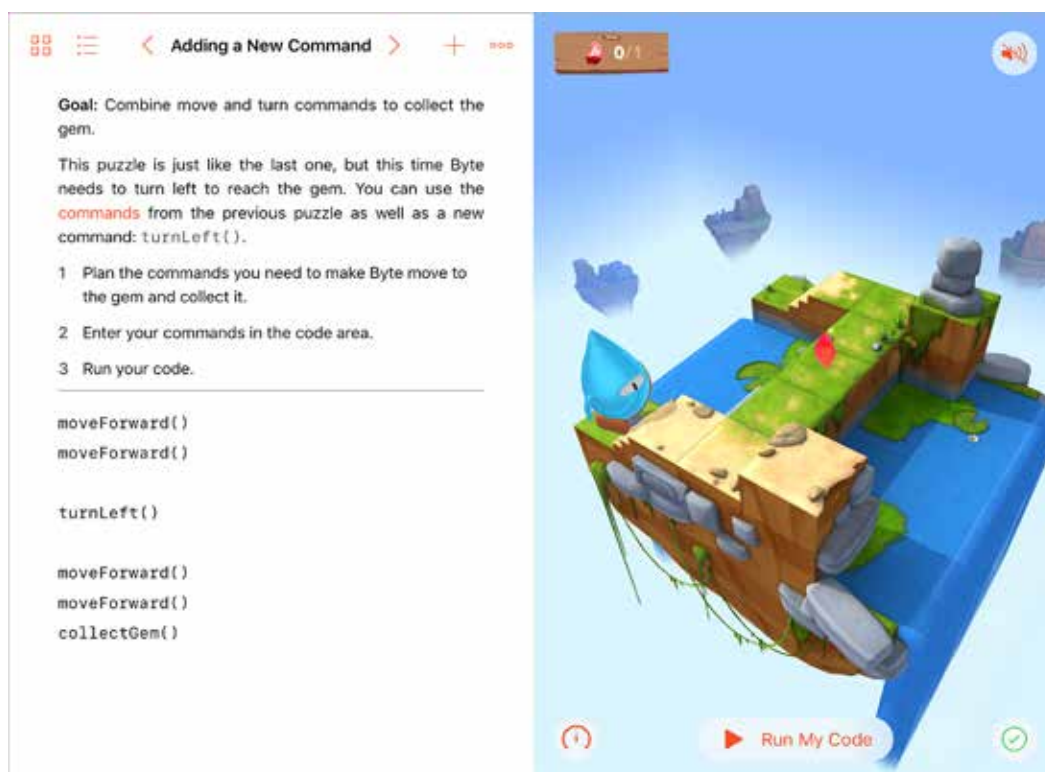 Adding a New Command
Goal: Combine move and turn commands to collect the
gem.
This puzzle is just like the last one, but this time Byte
needs to turn left to reach the gem. You can use the
commands from the previous puzzle as well as a new
command: turnLeft().
1 Plan the commands you need to make Byte move to
the gem and collect it.
2 Enter your commands in the code area.
3 Run your code.
moveForward()
moveForward()
turnLeft()
moveForward()
moveForward()
collectGem()
0/1
Run My Code